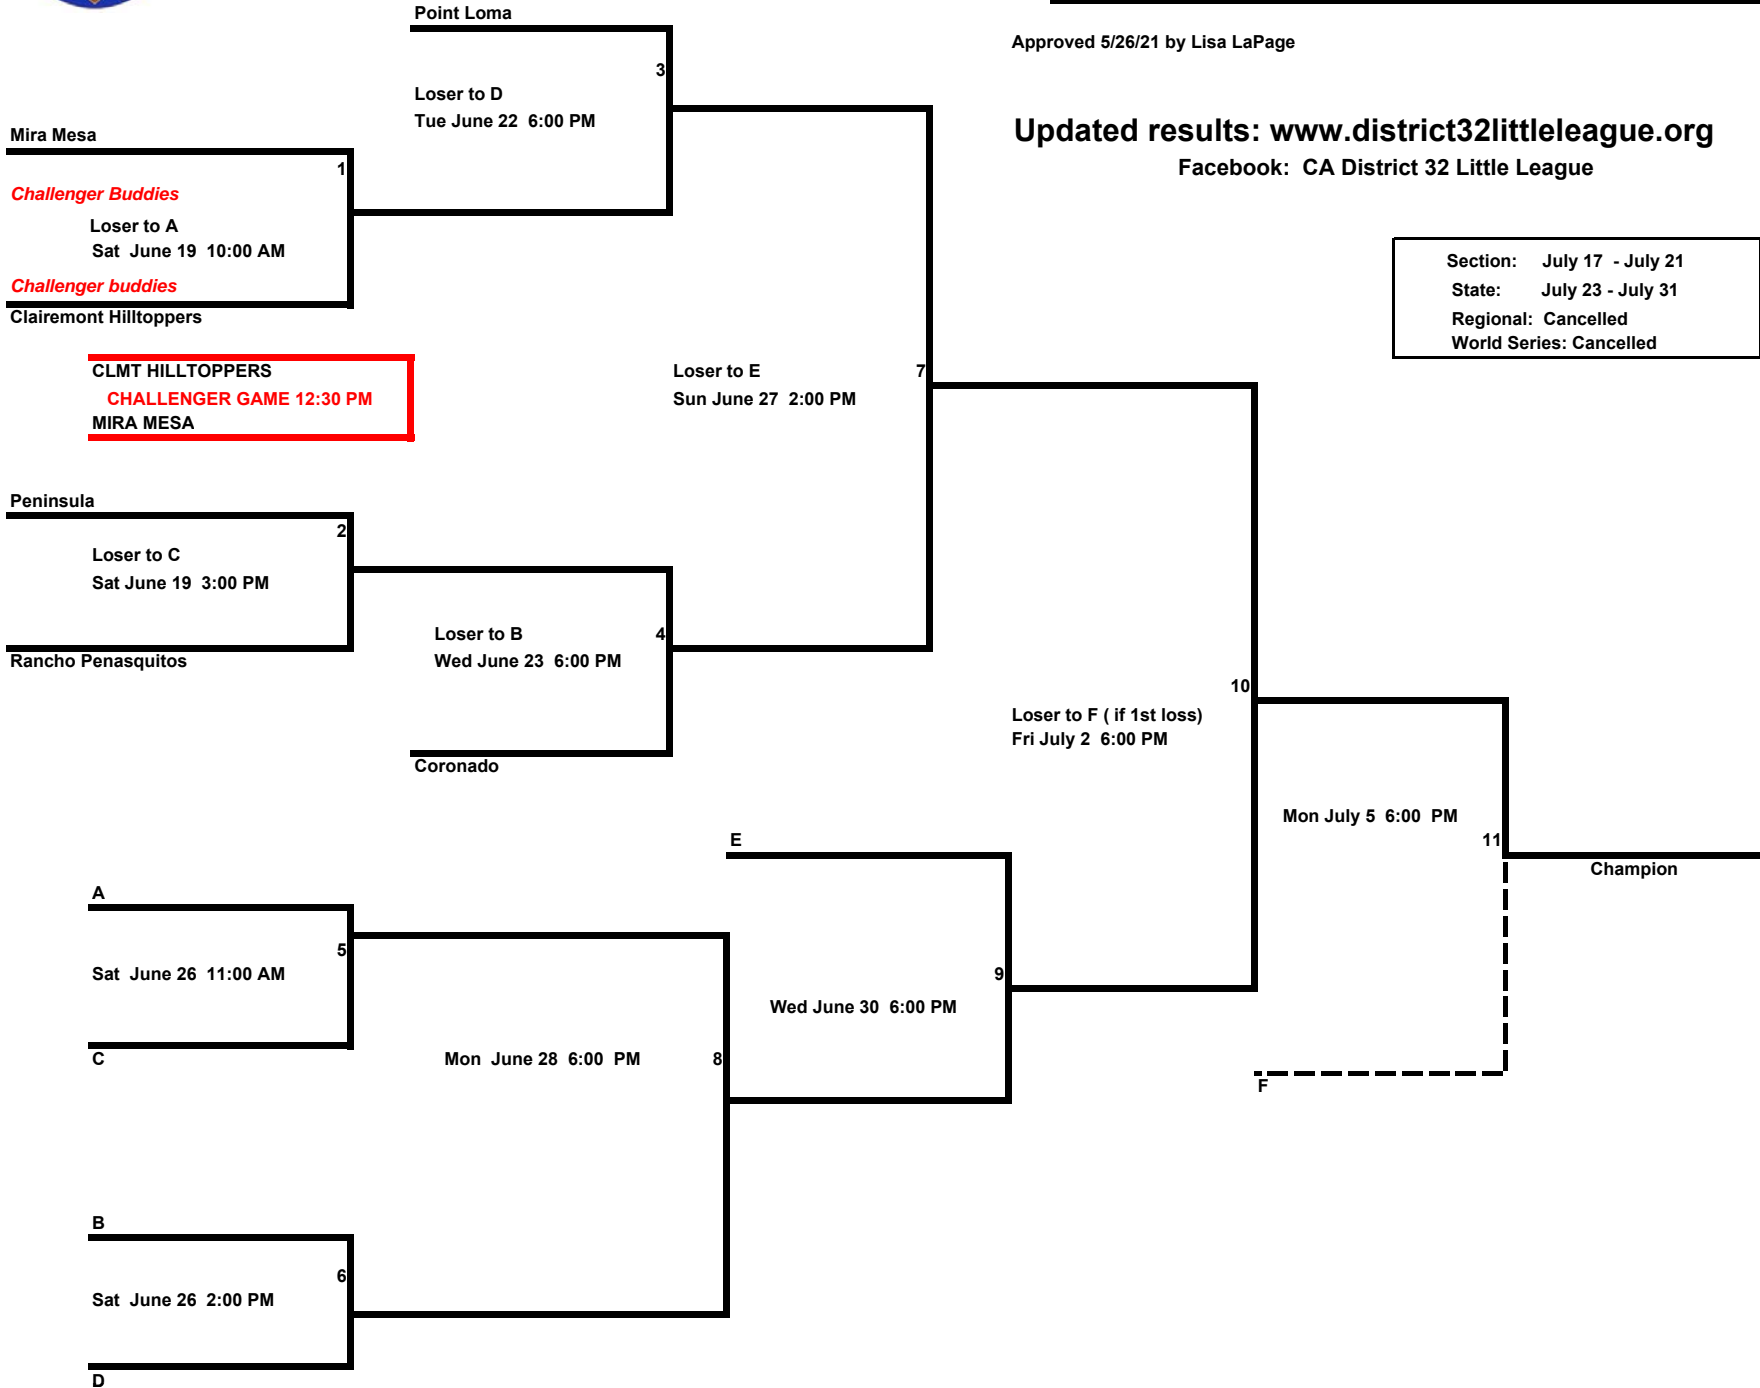 Point Loma
Approved 5/26/21 by Lisa LaPage
3
Loser to D
Tue June 22  6:00 PM
Updated results: www.district32littleleague.org
Facebook:  CA District 32 Little League
Mira Mesa
1
Challenger Buddies
Loser to A
Sat  June 19  10:00 AM
Challenger buddies
Clairemont Hilltoppers
Section:     July 17  - July 21
State:        July 23 - July 31
Regional:  Cancelled
World Series: Cancelled
CLMT HILLTOPPERS
CHALLENGER GAME 12:30 PM
MIRA MESA
Loser to E
7
Sun June 27  2:00 PM
Peninsula
2
Loser to C
Sat June 19  3:00 PM
Rancho Penasquitos
Loser to B
4
Wed June 23  6:00 PM
Coronado
10
Loser to F ( if 1st loss)
Fri July 2  6:00 PM
Mon July 5  6:00  PM
11
Champion
E
A
5
Sat  June 26  11:00 AM
C
9
Wed June 30  6:00 PM
Mon  June 28  6:00  PM
8
F
B
6
Sat  June 26  2:00 PM
D